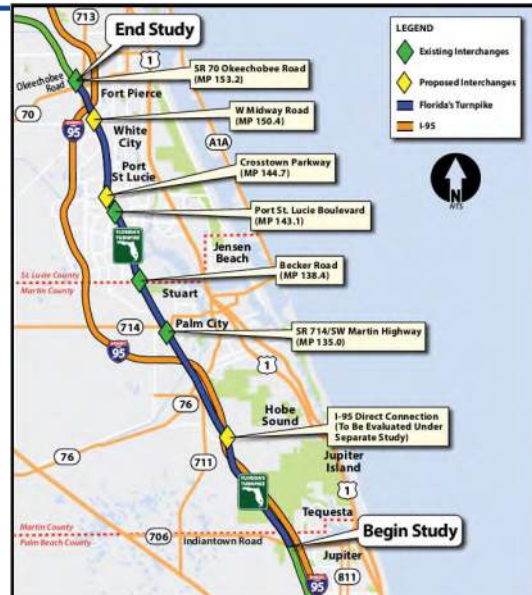 713
End Study
1
LEGEND
Existing Interchanges
Proposed Interchanges
Florida's Turnpike
I-95
Okeechobee
Road
SR 70 Okeechobee Road
(MP 153.2)
Fort Pierce
70
95
W Midway Road
(MP 150.4)
White
City
A1A
Port
St Lucie
Crosstown Parkway
(MP 144.7)
N
NTS
Port St. Lucie Boulevard
(MP 143.1)
FLORIDA'S
TURNPIKE
Jensen
Beach
Becker Road
(MP 138.4)
St. Lucie County
Martin County
Stuart
714
Palm City
SR 714/SW Martin Highway
(MP 135.0)
95
1
76
Hobe
Sound
I-95 Direct Connection
(To Be Evaluated Under
Separate Study)
76
711
Jupiter
Island
FLORIDA'S
TURNPIKE
1
Tequesta
Martin County
Palm Beach County
706
Indiantown Road
Begin Study
Jupiter
95
811